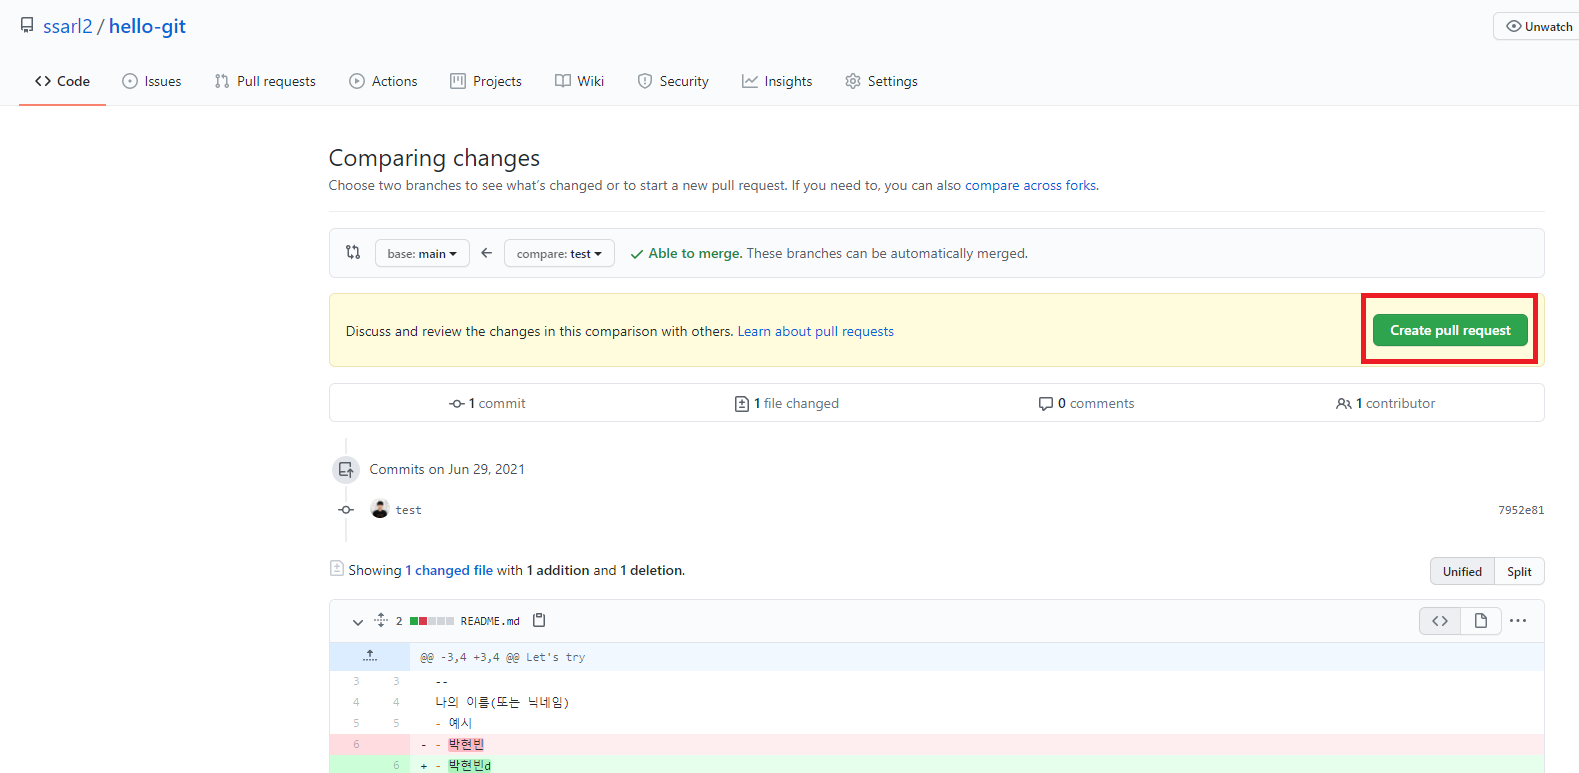 ssarl2 / hello-git
Unwatch
Code Issues Pull requests Actions Projects Wiki Security Insights Settings
Comparing changes
Choose two branches to see what's changed or to start a new pull request. If you need to, you can also compare across forks.
base: main compare: test Able to merge. These branches can be automatically merged.
Discuss and review the changes in this comparison with others. Learn about pull requests
Create pull request
1 commit 1 file changed 0 comments 1 contributor
Commits on Jun 29, 2021
test 7952e81
Showing 1 changed file with 1 addition and 1 deletion.
Unified Split
2 README.md
@@ -3,4 +3,4 @@ Let's try
3 3 --
4 4 나의 이름(또는 닉네임)
5 5 - 예시
6 - - 박현빈
6 + - 박현빈d